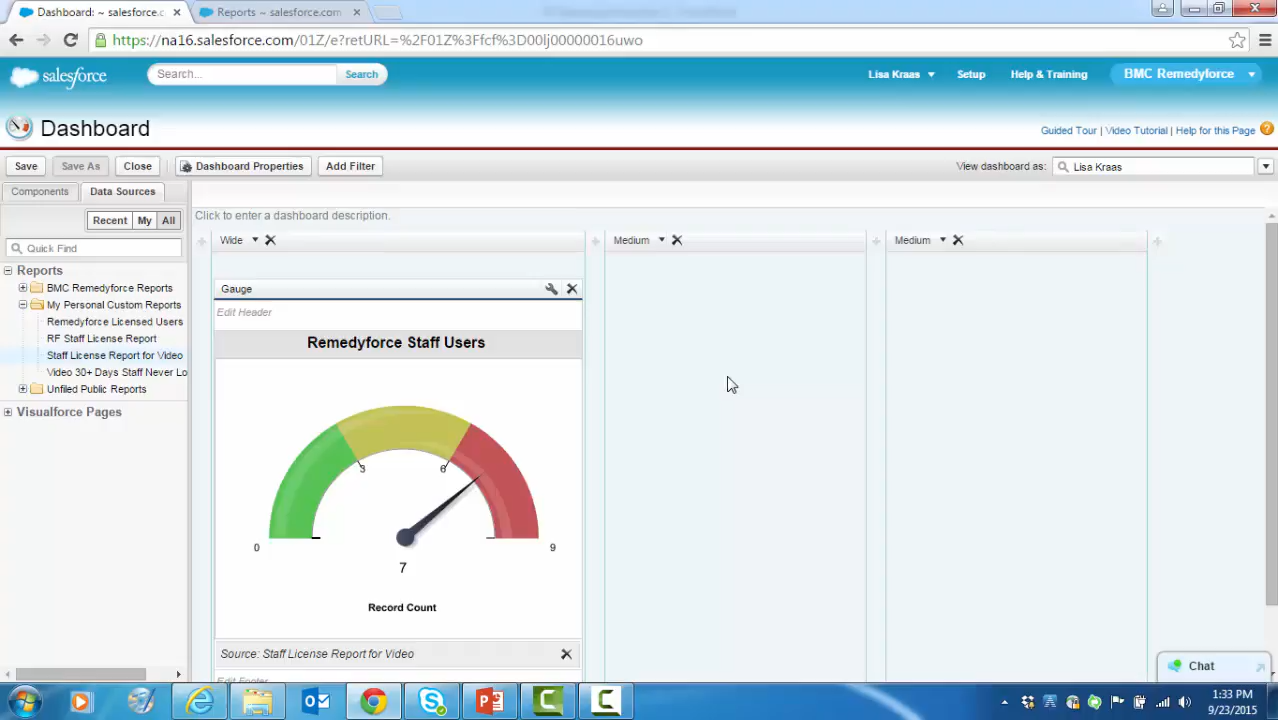 Dashboard: ~ salesforce.c
Reports ~ salesforce.com
https://na16.salesforce.com/01Z/e?retURL=%2F01Z%3Ffcf%3D00lj00000016uwo
salesforce
Search...
Search
Lisa Kraas
Setup
Help & Training
BMC Remedyforce
Dashboard
Guided Tour | Video Tutorial | Help for this Page
Save
Save As
Close
Dashboard Properties
Add Filter
View dashboard as:
Lisa Kraas
Components
Data Sources
Recent
My
All
Quick Find
Reports
BMC Remedyforce Reports
My Personal Custom Reports
Remedyforce Licensed Users
RF Staff License Report
Staff License Report for Video
Video 30+ Days Staff Never Lo
Unfiled Public Reports
Visualforce Pages
Click to enter a dashboard description.
Wide
Medium
Medium
Gauge
Edit Header
Remedyforce Staff Users
3
6
0
9
7
Record Count
Source: Staff License Report for Video
Edit Footer
Chat
1:33 PM
9/23/2015